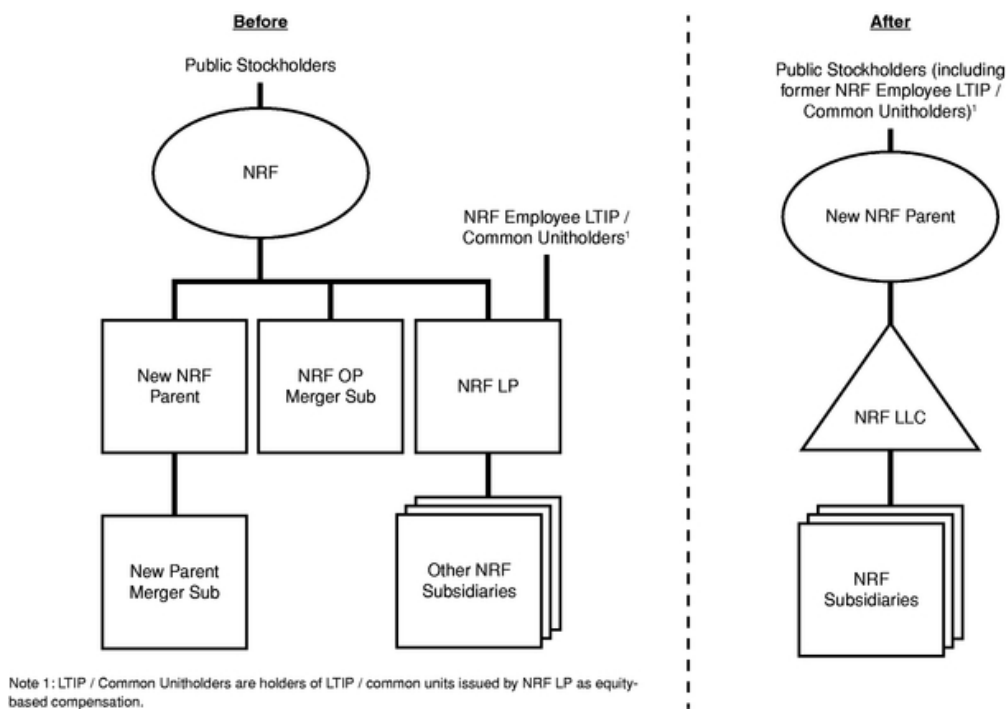 Before
Public Stockholders
NRF
NRF Employee LTIP /
Common Unitholders¹
New NRF
Parent
NRF OP
Merger Sub
NRF LP
New Parent
Merger Sub
Other NRF
Subsidiaries
Note 1: LTIP / Common Unitholders are holders of LTIP / common units issued by NRF LP as equity-
based compensation.
After
Public Stockholders (including
former NRF Employee LTIP /
Common Unitholders)¹
New NRF Parent
NRF LLC
NRF
Subsidiaries